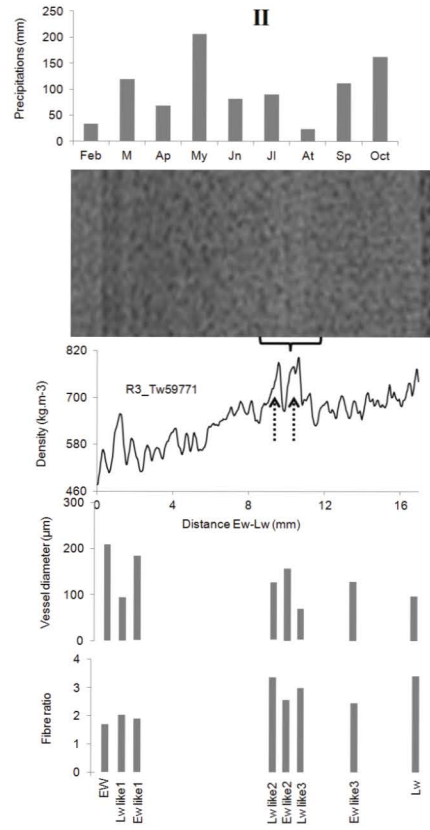 II
Precipitations (mm)
250
200
150
100
50
0
Feb M Ap My Jn Jl At Sp Oct
Density (kg.m-3)
820
700
580
460
R3_Tw59771
0 4 8 12 16
Distance Ew-Lw (mm)
Vessel diameter (µm)
300
200
100
0
Fibre ratio
4
3
2
1
0
EW
Lw like1
Ew like1
Lw like2
Ew like2
Lw like3
Ew like3
Lw